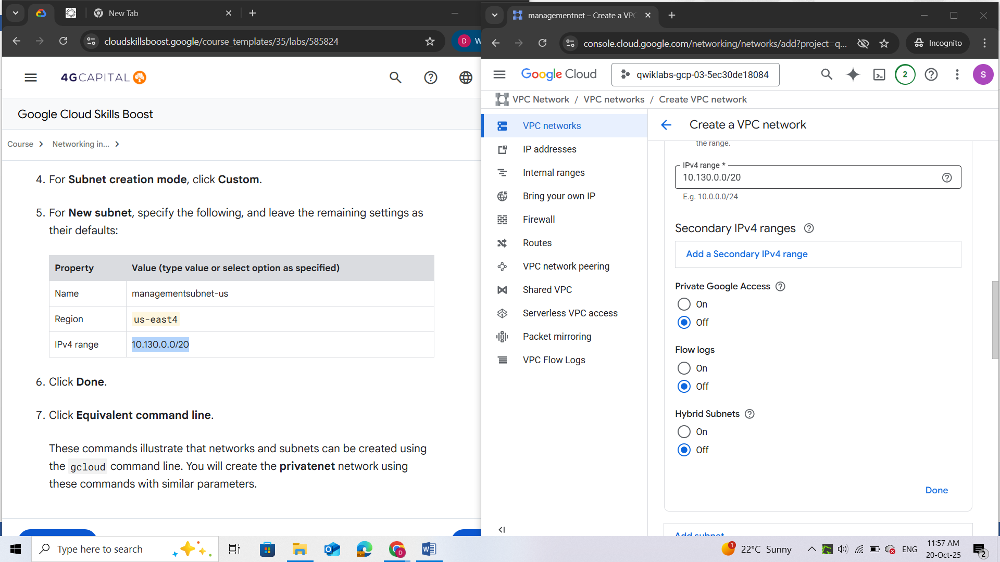 New Tab
cloudskillsboost.google/course_templates/35/labs/585824
D
W
4GCAPITAL
Google Cloud Skills Boost
Course
Networking in...
4. For Subnet creation mode, click Custom.
5. For New subnet, specify the following, and leave the remaining settings as
their defaults:
Property Value (type value or select option as specified)
Name managementsubnet-us
Region us-east4
IPv4 range 10.130.0.0/20
6. Click Done.
7. Click Equivalent command line.
These commands illustrate that networks and subnets can be created using
the gcloud command line. You will create the privatenet network using
these commands with similar parameters.
managementnet – Create a VPC
console.cloud.google.com/networking/networks/add?project=q...
Incognito
Google Cloud
qwiklabs-gcp-03-5ec30de18084
2
S
VPC Network / VPC networks / Create VPC network
VPC networks
IP addresses
Internal ranges
Bring your own IP
Firewall
Routes
VPC network peering
Shared VPC
Serverless VPC access
Packet mirroring
VPC Flow Logs
Create a VPC network
the range.
IPv4 range *
10.130.0.0/20
E.g. 10.0.0.0/24
Secondary IPv4 ranges
Add a Secondary IPv4 range
Private Google Access
On
Off
Flow logs
On
Off
Hybrid Subnets
On
Off
Done
Add subnet
Type here to search
D
1
22°C Sunny
ENG
11:57 AM
20-Oct-25
2